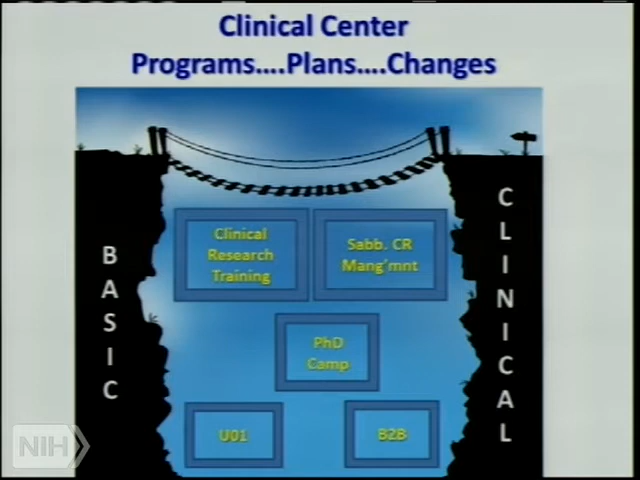 Clinical Center
Programs....Plans....Changes
BASIC
CLINICAL
Clinical
Research
Training
Sabb. CR
Mang'mnt
PhD
Camp
U01
B2B
NIH